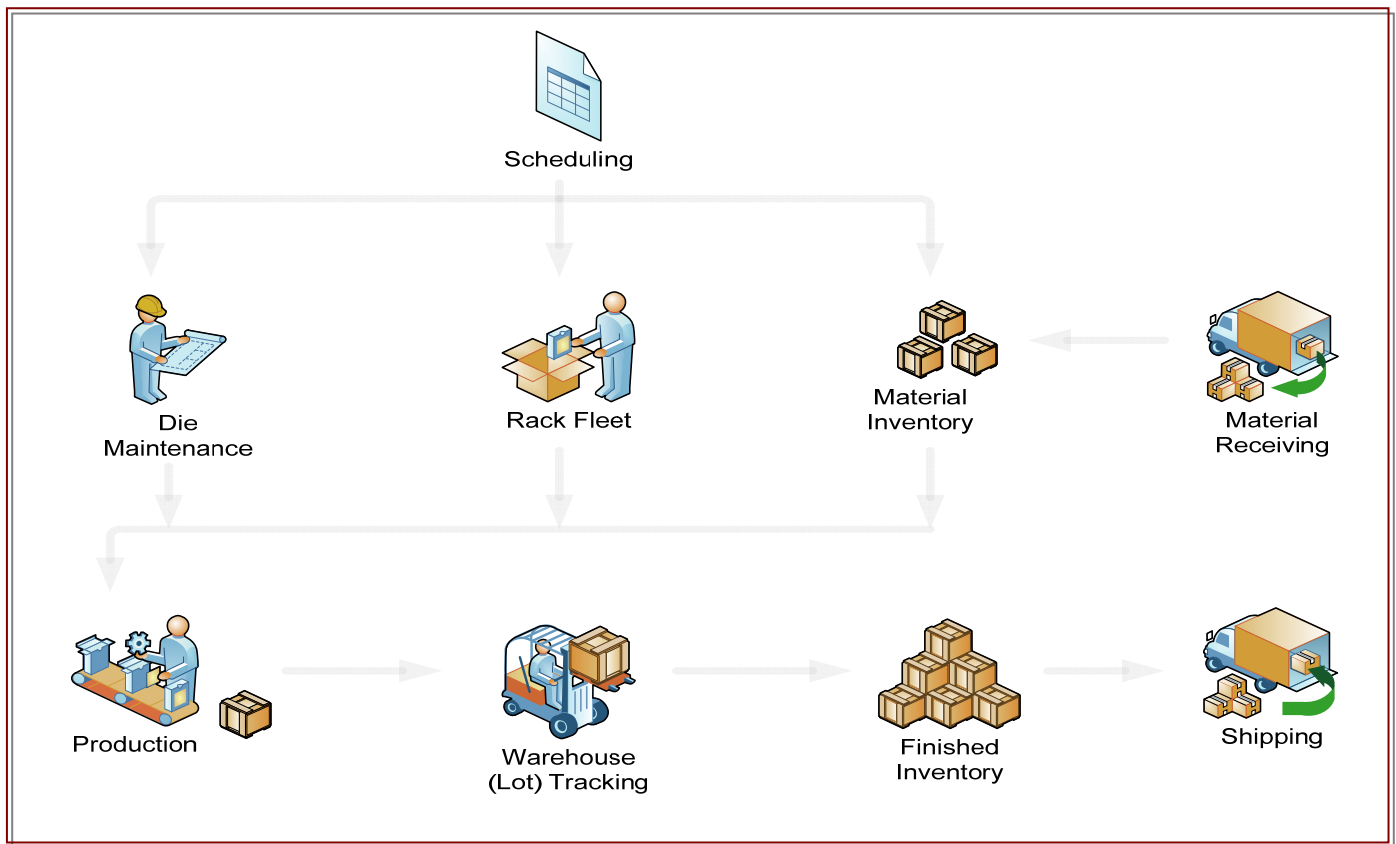 Scheduling
Die
Maintenance
Rack Fleet
Material
Inventory
Material
Receiving
Production
Warehouse
(Lot) Tracking
Finished
Inventory
Shipping